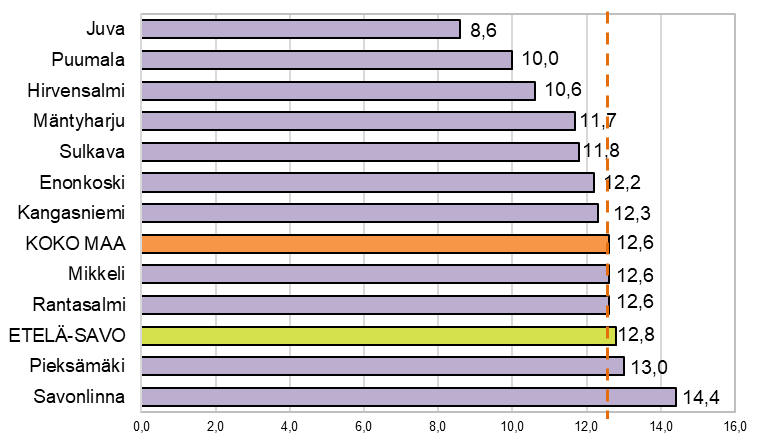 Juva 8,6
Puumala 10,0
Hirvensalmi 10,6
Mäntyharju 11,7
Sulkava 11,8
Enonkoski 12,2
Kangasniemi 12,3
KOKO MAA 12,6
Mikkeli 12,6
Rantasalmi 12,6
ETELÄ-SAVO 12,8
Pieksämäki 13,0
Savonlinna 14,4
0,0 2,0 4,0 6,0 8,0 10,0 12,0 14,0 16,0